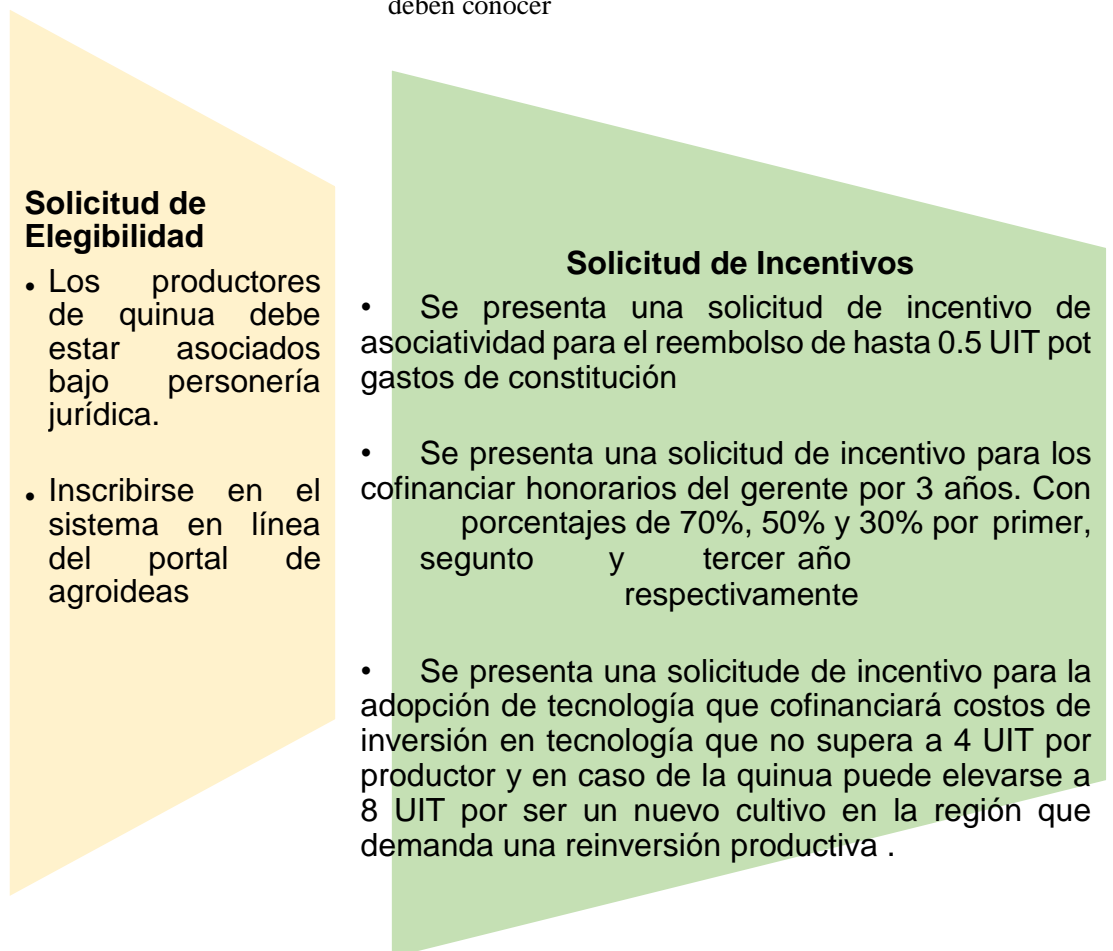 deben conocer
Solicitud de
Elegibilidad
• Los productores
de quinua debe
estar asociados
bajo personería
jurídica.
• Inscribirse en el
sistema en línea
del portal de
agroideas
Solicitud de Incentivos
• Se presenta una solicitud de incentivo de
asociatividad para el reembolso de hasta 0.5 UIT pot
gastos de constitución
• Se presenta una solicitud de incentivo para los
cofinanciar honorarios del gerente por 3 años. Con
porcentajes de 70%, 50% y 30% por primer,
segunto y tercer año
respectivamente
• Se presenta una solicitude de incentivo para la
adopción de tecnología que cofinanciará costos de
inversión en tecnología que no supera a 4 UIT por
productor y en caso de la quinua puede elevarse a
8 UIT por ser un nuevo cultivo en la región que
demanda una reinversión productiva .